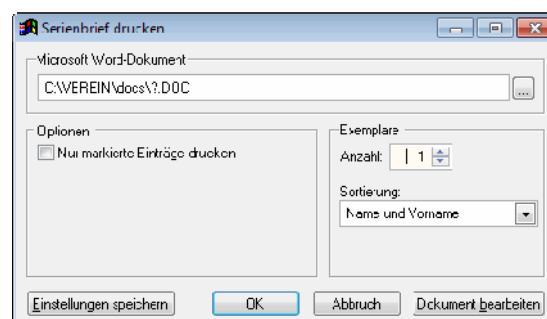 Serienbrief drucken
Microsoft Word-Dokument
C:\VEREIN\docs\?.DOC
...
Optionen
Nur markierte Einträge drucken
Exemplare
Anzahl: 1
Sortierung:
Name und Vorname
Einstellungen speichern OK Abbruch Dokument bearbeiten